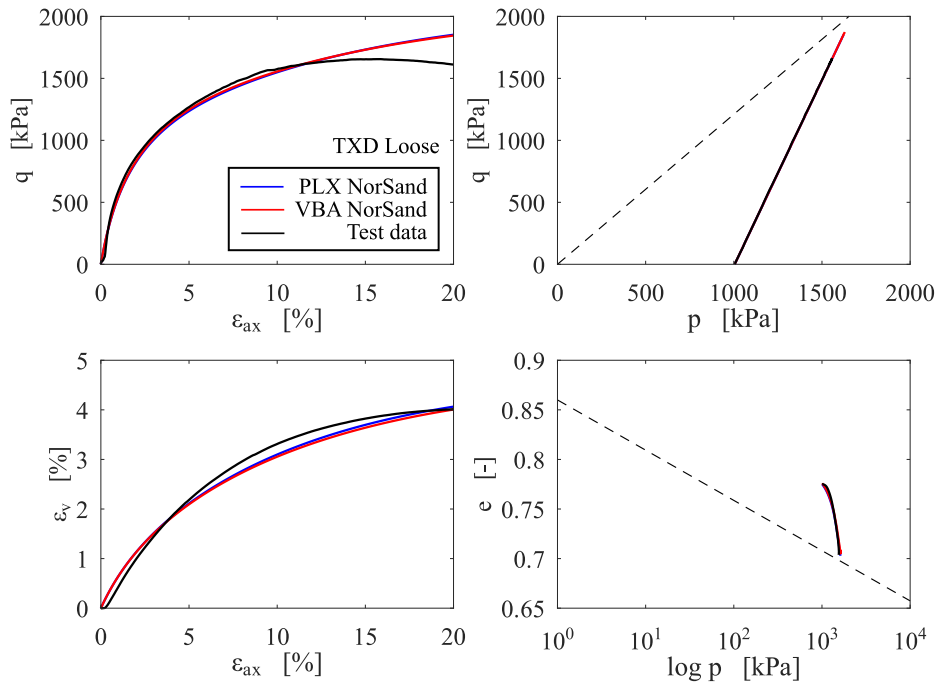 2000
1500
1000
500
0
q [kPa]
TXD Loose
PLX NorSand
VBA NorSand
Test data
0 5 10 15 20
ε_ax [%]
2000
1500
1000
500
0
q [kPa]
0 500 1000 1500 2000
p [kPa]
5
4
3
2
1
0
ε_v [%]
0 5 10 15 20
ε_ax [%]
0.9
0.85
0.8
0.75
0.7
0.65
e [-]
10^0 10^1 10^2 10^3 10^4
log p [kPa]